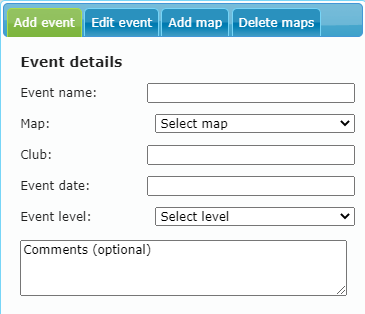 Add event Edit event Add map Delete maps
Event details
Event name:
Map: Select map
Club:
Event date:
Event level: Select level
Comments (optional)